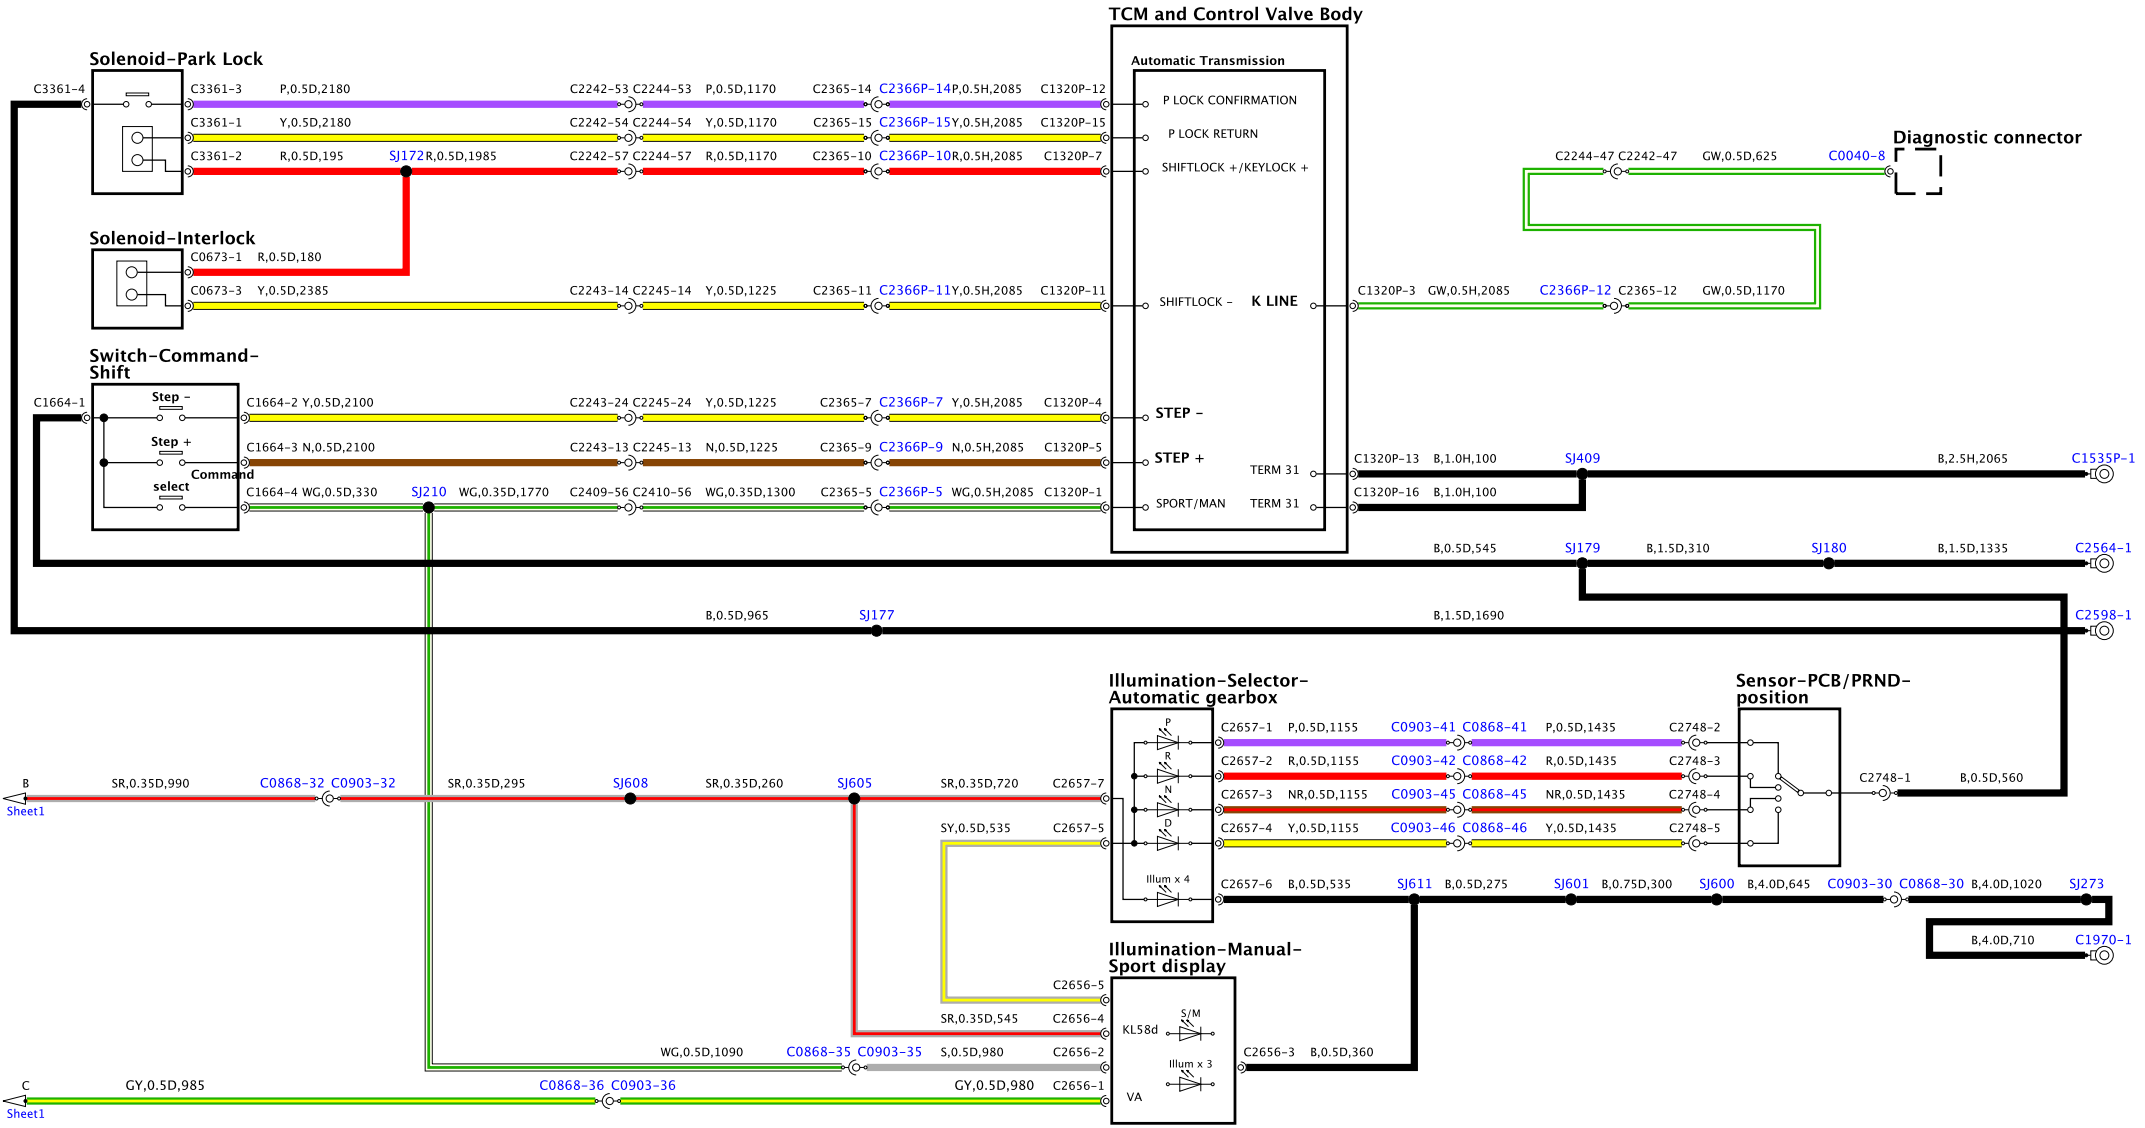 TCM and Control Valve Body
Solenoid-Park Lock
Automatic Transmission
C3361-4
C3361-3 P,0.5D,2180 C2242-53 C2244-53 P,0.5D,1170 C2365-14 C2366P-14 P,0.5H,2085 C1320P-12
P LOCK CONFIRMATION
C3361-1 Y,0.5D,2180 C2242-54 C2244-54 Y,0.5D,1170 C2365-15 C2366P-15 Y,0.5H,2085 C1320P-15
P LOCK RETURN
Diagnostic connector
C3361-2 R,0.5D,195 SJ172 R,0.5D,1985 C2242-57 C2244-57 R,0.5D,1170 C2365-10 C2366P-10 R,0.5H,2085 C1320P-7
SHIFTLOCK +/KEYLOCK +
C2244-47 C2242-47 GW,0.5D,625 C0040-8
Solenoid-Interlock
C0673-1 R,0.5D,180
C0673-3 Y,0.5D,2385 C2243-14 C2245-14 Y,0.5D,1225 C2365-11 C2366P-11 Y,0.5H,2085 C1320P-11
SHIFTLOCK - K LINE
C1320P-3 GW,0.5H,2085 C2366P-12 C2365-12 GW,0.5D,1170
Switch-Command-
Shift
C1664-1
Step -
C1664-2 Y,0.5D,2100 C2243-24 C2245-24 Y,0.5D,1225 C2365-7 C2366P-7 Y,0.5H,2085 C1320P-4
STEP -
Step +
C1664-3 N,0.5D,2100 C2243-13 C2245-13 N,0.5D,1225 C2365-9 C2366P-9 N,0.5H,2085 C1320P-5
STEP +
TERM 31
C1320P-13 B,1.0H,100 SJ409 B,2.5H,2065 C1535P-1
Command
select
C1664-4 WG,0.5D,330 SJ210 WG,0.35D,1770 C2409-56 C2410-56 WG,0.35D,1300 C2365-5 C2366P-5 WG,0.5H,2085 C1320P-1
SPORT/MAN TERM 31
C1320P-16 B,1.0H,100
B,0.5D,545 SJ179 B,1.5D,310 SJ180 B,1.5D,1335 C2564-1
B,0.5D,965 SJ177 B,1.5D,1690 C2598-1
Illumination-Selector-
Automatic gearbox
Sensor-PCB/PRND-
position
P
C2657-1 P,0.5D,1155 C0903-41 C0868-41 P,0.5D,1435 C2748-2
R
C2657-2 R,0.5D,1155 C0903-42 C0868-42 R,0.5D,1435 C2748-3
C2748-1 B,0.5D,560
B SR,0.35D,990 C0868-32 C0903-32 SR,0.35D,295 SJ608 SR,0.35D,260 SJ605 SR,0.35D,720 C2657-7
Sheet1
N
C2657-3 NR,0.5D,1155 C0903-45 C0868-45 NR,0.5D,1435 C2748-4
SY,0.5D,535 C2657-5
D
C2657-4 Y,0.5D,1155 C0903-46 C0868-46 Y,0.5D,1435 C2748-5
Illum x 4
C2657-6 B,0.5D,535 SJ611 B,0.5D,275 SJ601 B,0.75D,300 SJ600 B,4.0D,645 C0903-30 C0868-30 B,4.0D,1020 SJ273
B,4.0D,710 C1970-1
Illumination-Manual-
Sport display
C2656-5
SR,0.35D,545 C2656-4
KL58d
S/M
WG,0.5D,1090 C0868-35 C0903-35 S,0.5D,980 C2656-2
Illum x 3
C2656-3 B,0.5D,360
C GY,0.5D,985 C0868-36 C0903-36 GY,0.5D,980 C2656-1
VA
Sheet1